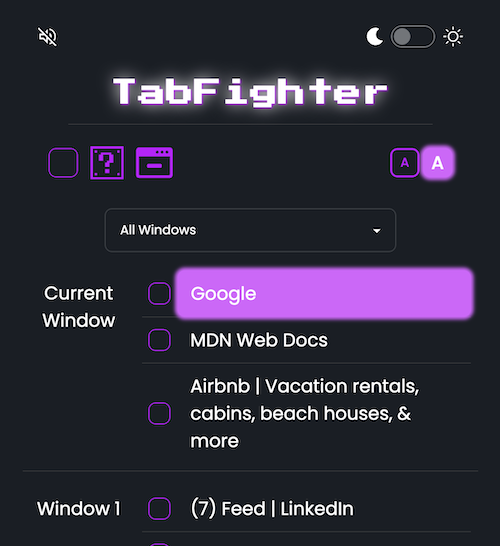 TabFighter
?
A A
All Windows
Current Google
Window
MDN Web Docs
Airbnb | Vacation rentals,
cabins, beach houses, &
more
Window 1 (7) Feed | LinkedIn